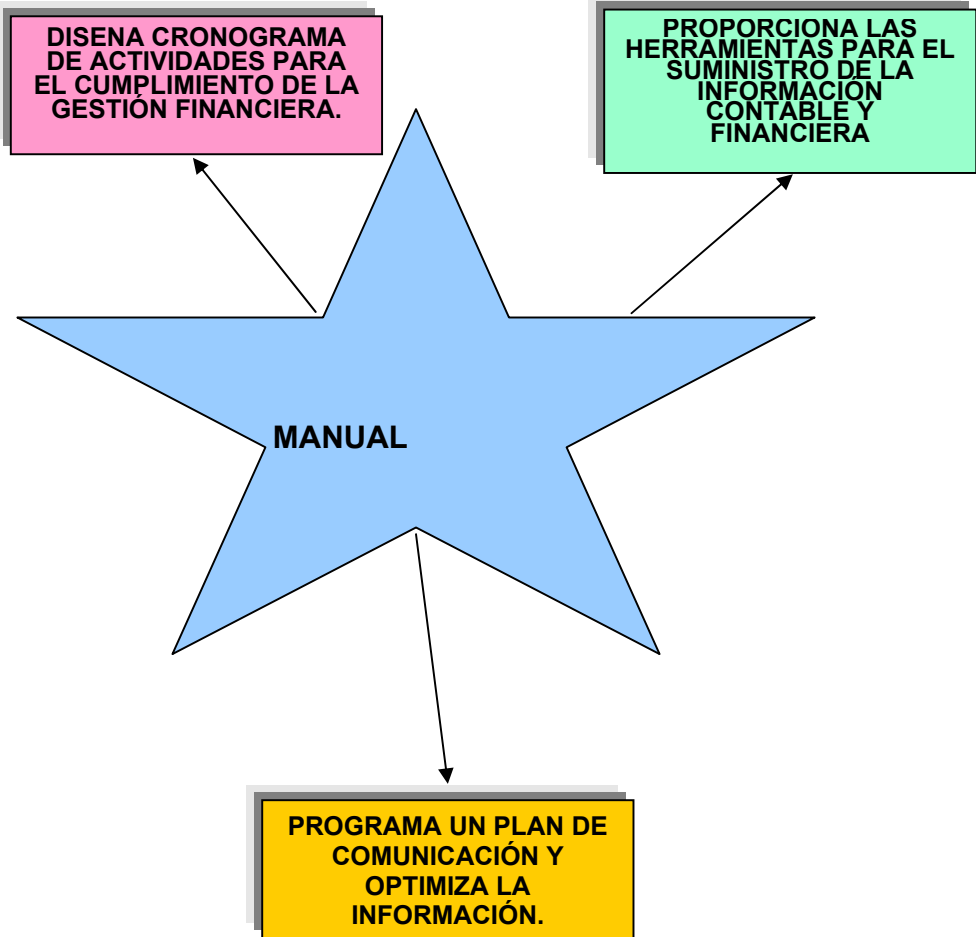 DISENA CRONOGRAMA
DE ACTIVIDADES PARA
EL CUMPLIMIENTO DE LA
GESTIÓN FINANCIERA.
PROPORCIONA LAS
HERRAMIENTAS PARA EL
SUMINISTRO DE LA
INFORMACIÓN
CONTABLE Y
FINANCIERA
MANUAL
PROGRAMA UN PLAN DE
COMUNICACIÓN Y
OPTIMIZA LA
INFORMACIÓN.